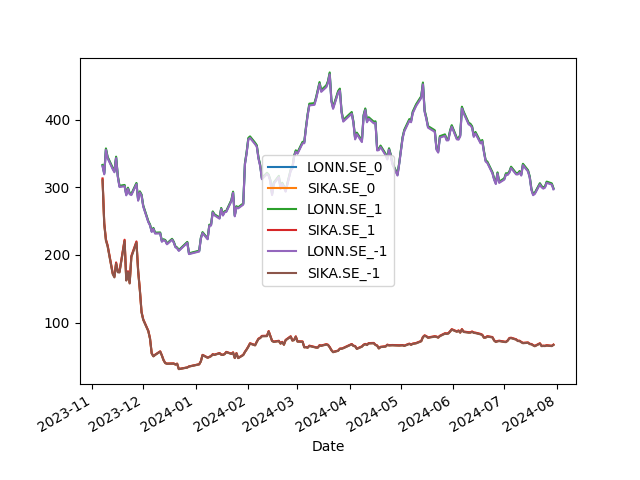 400
300
200
100
LONN.SE_0
SIKA.SE_0
LONN.SE_1
SIKA.SE_1
LONN.SE_-1
SIKA.SE_-1
2023-11
2023-12
2024-01
2024-02
2024-03
2024-04
2024-05
2024-06
2024-07
2024-08
Date